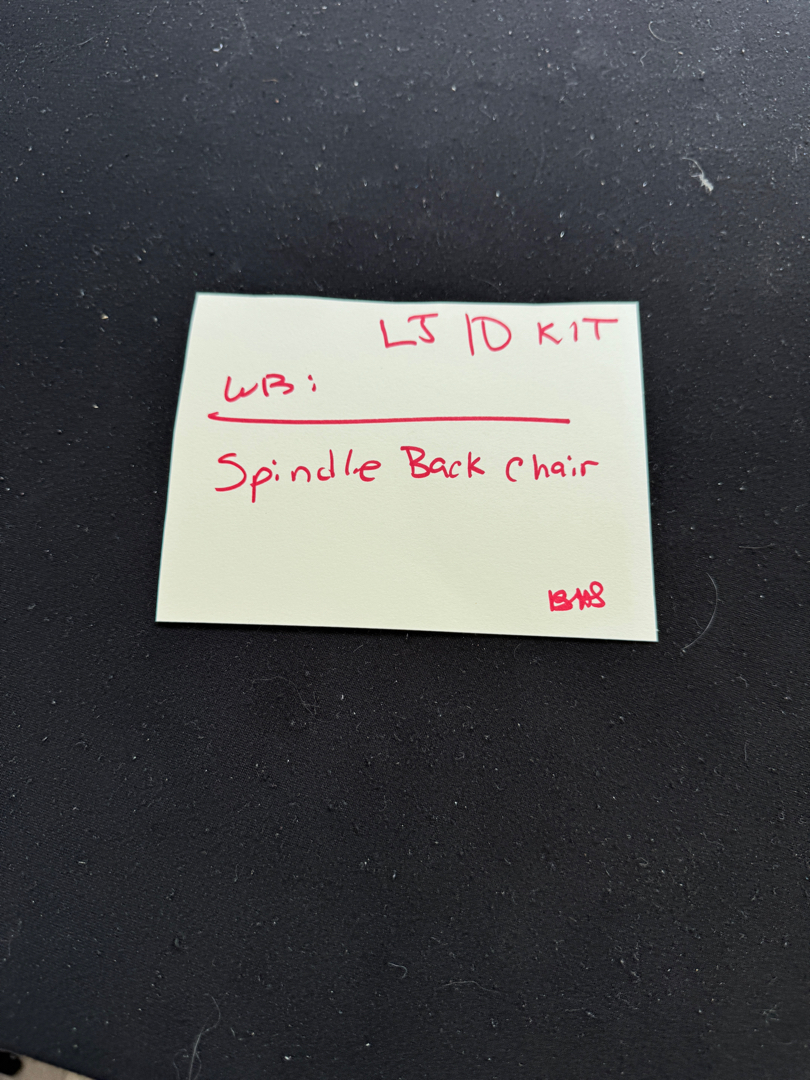 LJ ID KIT
WB:
Spindle Back Chair